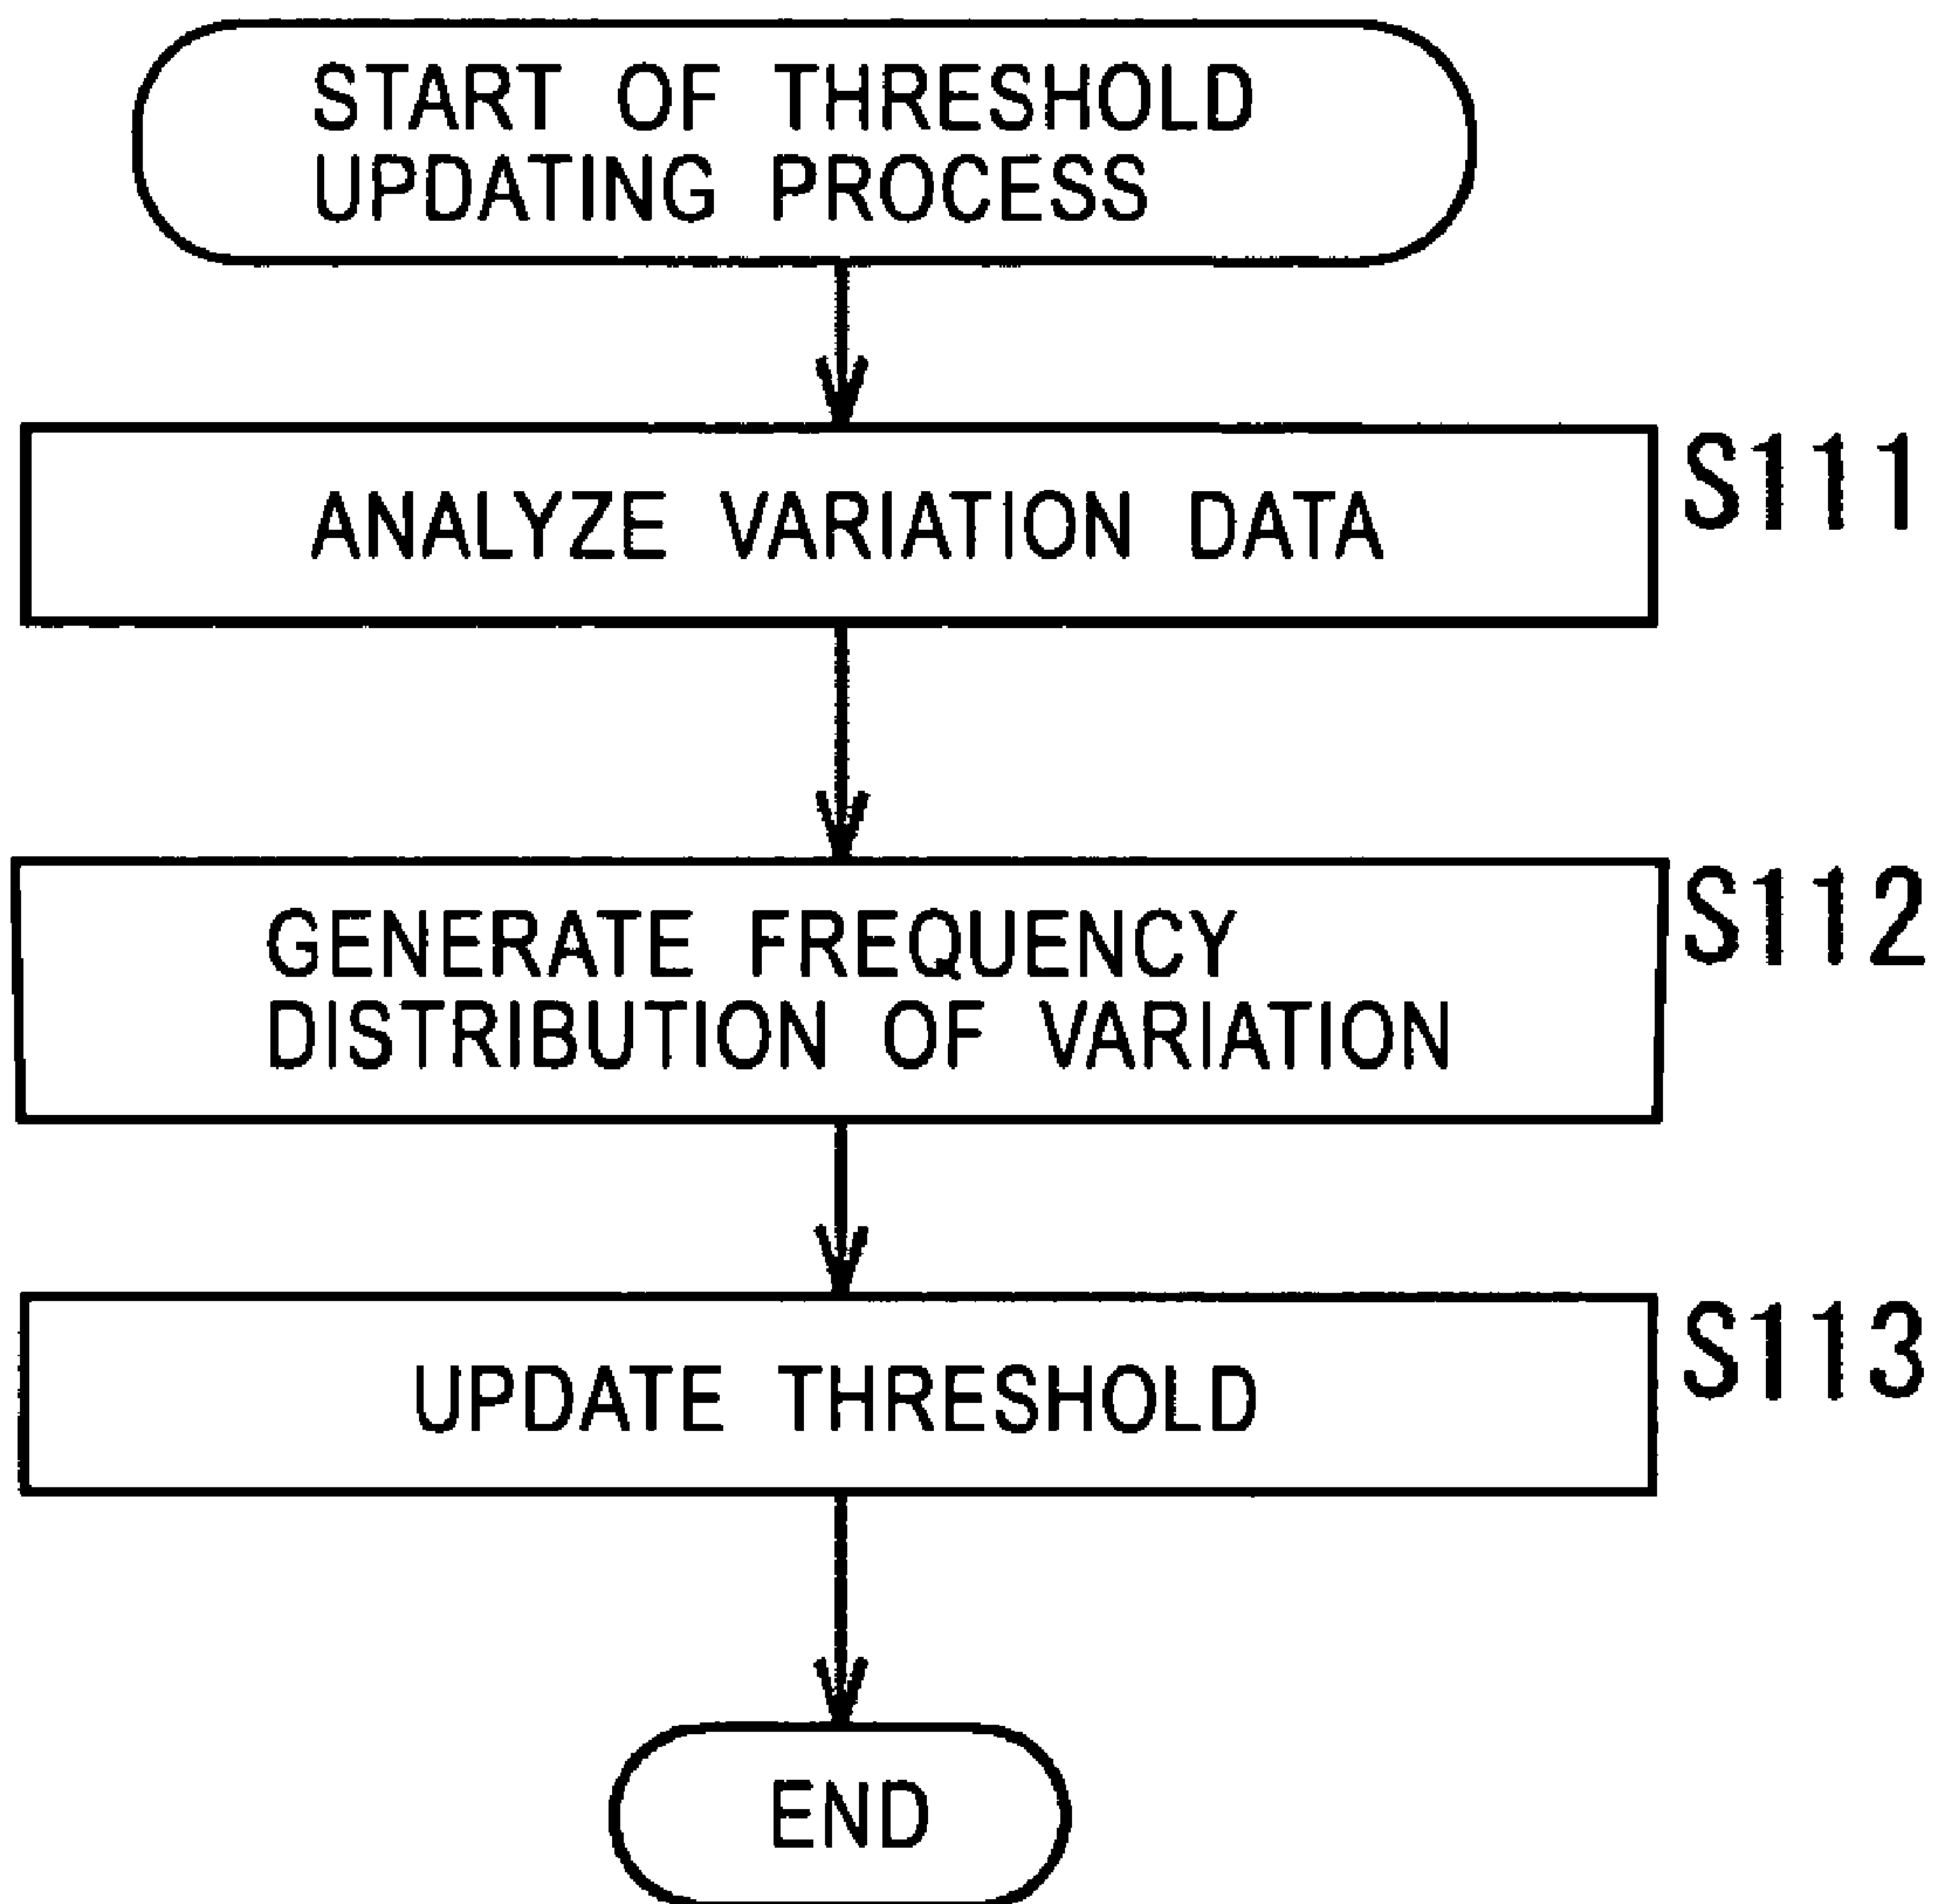 START OF THRESHOLD
UPDATING PROCESS
ANALYZE VARIATION DATA
S111
GENERATE FREQUENCY
DISTRIBUTION OF VARIATION
S112
UPDATE THRESHOLD
S113
END